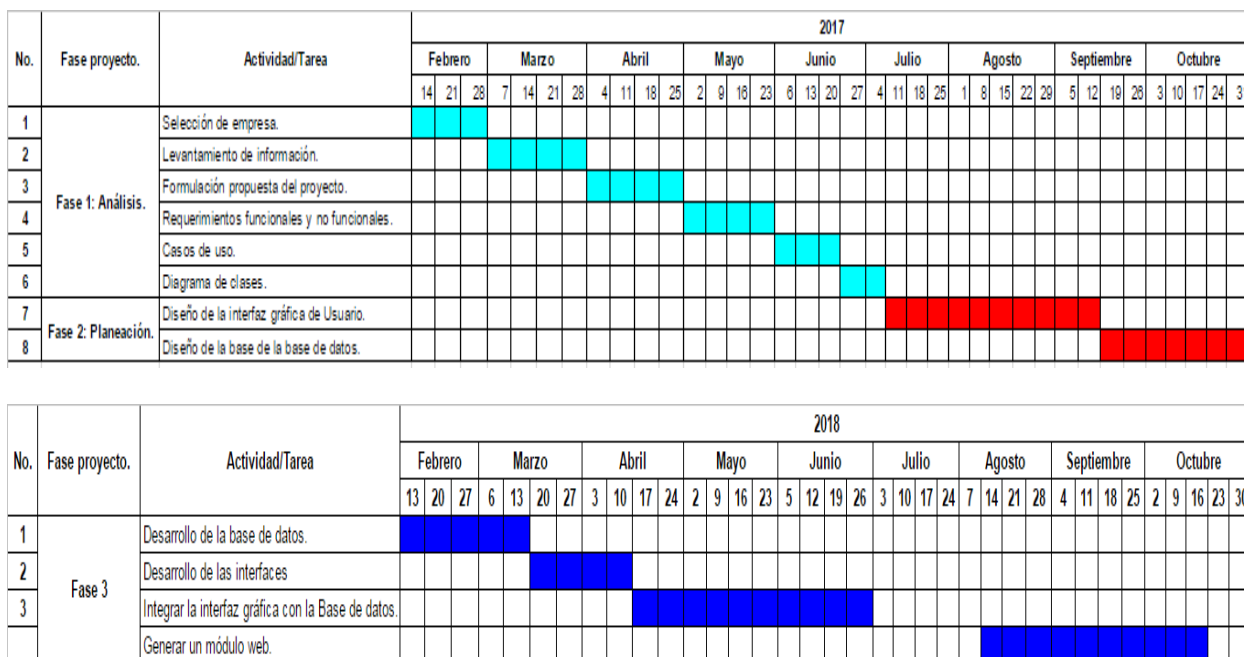 2017
No. Fase proyecto. Actividad/Tarea Febrero Marzo Abril Mayo Junio Julio Agosto Septiembre Octubre
14 21 28 7 14 21 28 4 11 18 25 2 9 16 23 6 13 20 27 4 11 18 25 1 8 15 22 29 5 12 19 26 3 10 17 24
1 Selección de empresa.
2 Levantamiento de información.
3 Formulación propuesta del proyecto.
Fase 1: Análisis.
4 Requerimientos funcionales y no funcionales.
5 Casos de uso.
6 Diagrama de clases.
7 Diseño de la interfaz gráfica de Usuario.
Fase 2: Planeación.
8 Diseño de la base de la base de datos.
2018
No. Fase proyecto. Actividad/Tarea Febrero Marzo Abril Mayo Junio Julio Agosto Septiembre Octubre
13 20 27 6 13 20 27 3 10 17 24 2 9 16 23 5 12 19 26 3 10 17 24 7 14 21 28 4 11 18 25 2 9 16 23 30
1 Desarrollo de la base de datos.
2 Desarrollo de las interfaces
Fase 3
3 Integrar la interfaz gráfica con la Base de datos.
Generar un módulo web.